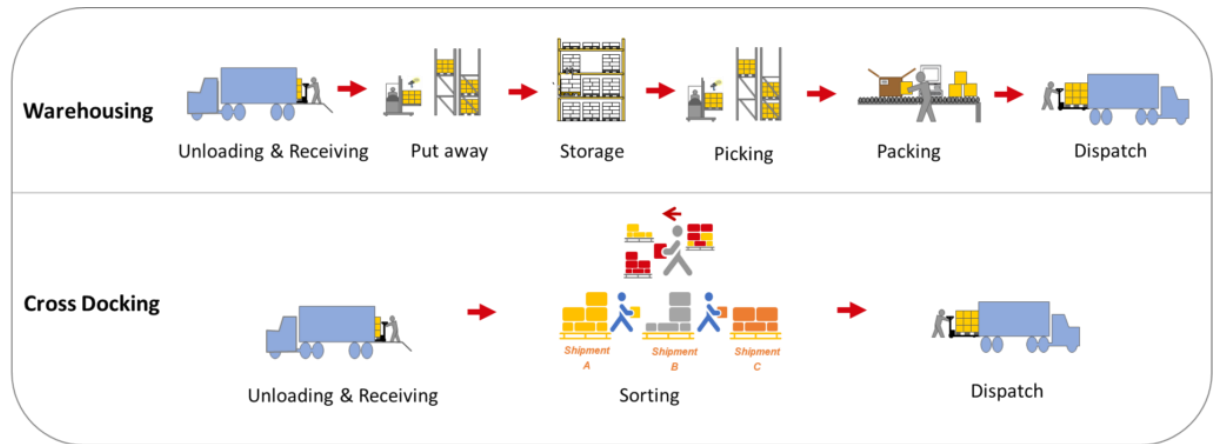 Warehousing
Unloading & Receiving
Put away
Storage
Picking
Packing
Dispatch
Cross Docking
Shipment
A
Shipment
B
Shipment
C
Unloading & Receiving
Sorting
Dispatch